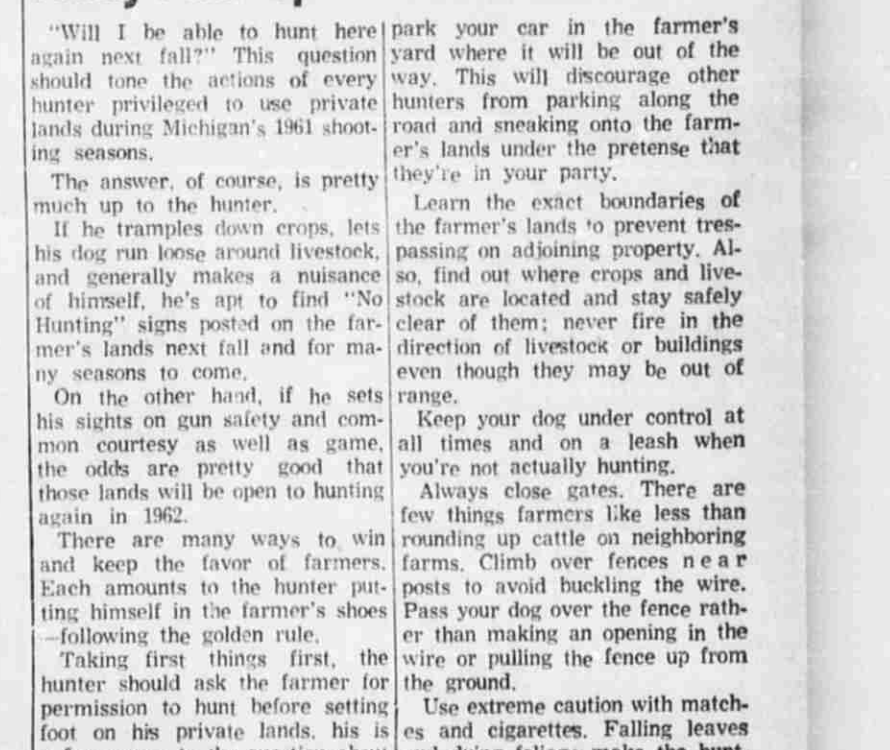 "Will I be able to hunt here
again next fall?" This question
should tone the actions of every
hunter privileged to use private
lands during Michigan's 1961 shoot-
ing seasons.
The answer, of course, is pretty
much up to the hunter.
If he tramples down crops, lets
his dog run loose around livestock,
and generally makes a nuisance
of himself, he's apt to find "No
Hunting" signs posted on the far-
mer's lands next fall and for ma-
ny seasons to come.
On the other hand, if he sets
his sights on gun safety and com-
mon courtesy as well as game,
the odds are pretty good that
those lands will be open to hunting
again in 1962.
There are many ways to win
and keep the favor of farmers.
Each amounts to the hunter put-
ting himself in the farmer's shoes
—following the golden rule.
Taking first things first, the
hunter should ask the farmer for
permission to hunt before setting
foot on his private lands. his is
park your car in the farmer's
yard where it will be out of the
way. This will discourage other
hunters from parking along the
road and sneaking onto the farm-
er's lands under the pretense that
they're in your party.
Learn the exact boundaries of
the farmer's lands to prevent tres-
passing on adjoining property. Al-
so, find out where crops and live-
stock are located and stay safely
clear of them; never fire in the
direction of livestock or buildings
even though they may be out of
range.
Keep your dog under control at
all times and on a leash when
you're not actually hunting.
Always close gates. There are
few things farmers like less than
rounding up cattle on neighboring
farms. Climb over fences near
posts to avoid buckling the wire.
Pass your dog over the fence rath-
er than making an opening in the
wire or pulling the fence up from
the ground.
Use extreme caution with match-
es and cigarettes. Falling leaves